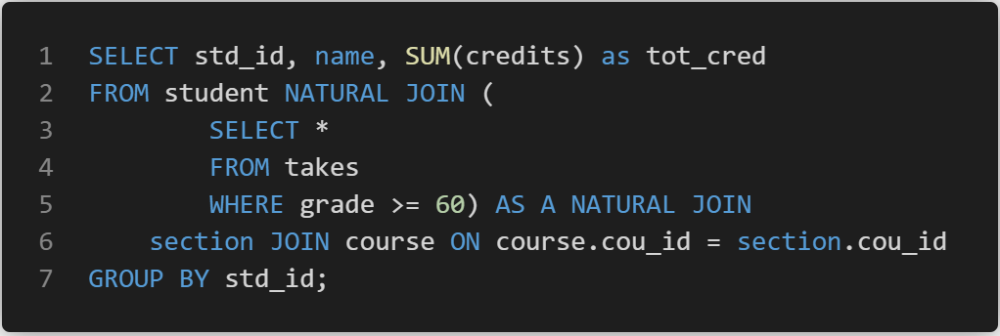 1 SELECT std_id, name, SUM(credits) as tot_cred
2 FROM student NATURAL JOIN (
3         SELECT *
4         FROM takes
5         WHERE grade >= 60) AS A NATURAL JOIN
6     section JOIN course ON course.cou_id = section.cou_id
7 GROUP BY std_id;